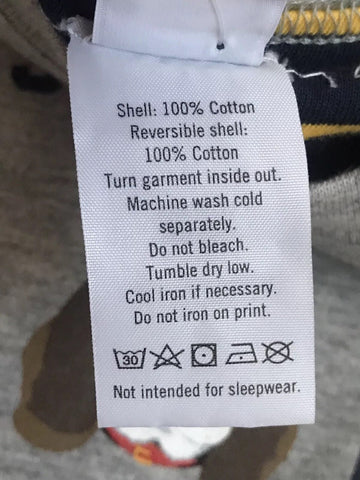 Shell: 100% Cotton
Reversible shell:
100% Cotton
Turn garment inside out.
Machine wash cold
separately.
Do not bleach.
Tumble dry low.
Cool iron if necessary.
Do not iron on print.
30
Not intended for sleepwear.